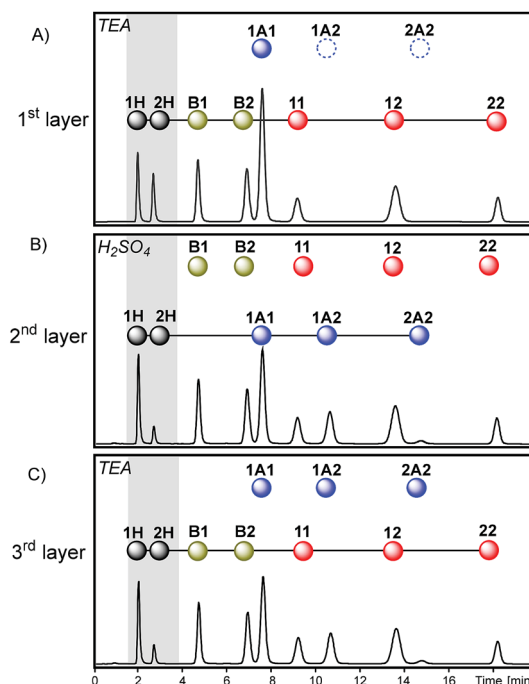 A)
TEA
1A1 1A2 2A2
1H 2H B1 B2 11 12 22
1st layer
B)
H2SO4
B1 B2 11 12 22
1H 2H 1A1 1A2 2A2
2nd layer
C)
TEA
1A1 1A2 2A2
1H 2H B1 B2 11 12 22
3rd layer
0 2 4 6 8 10 12 14 16 Time [min